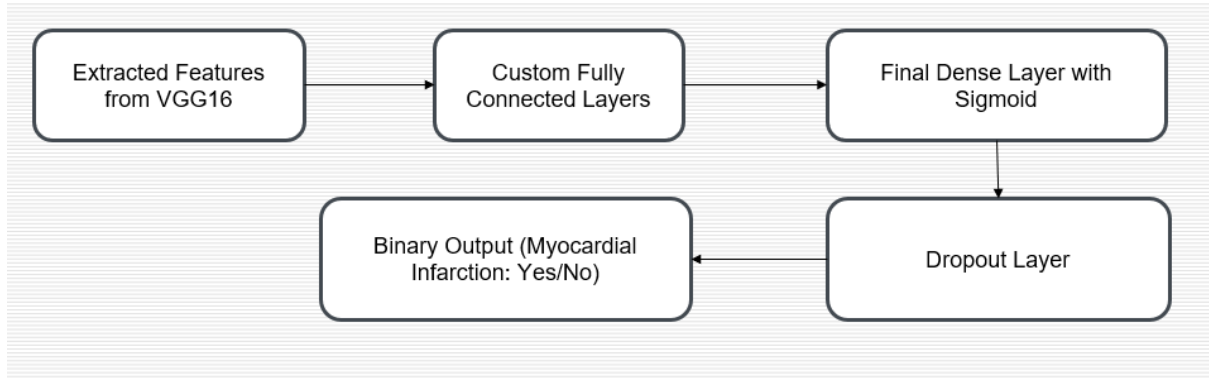 Extracted Features
from VGG16
Custom Fully
Connected Layers
Final Dense Layer with
Sigmoid
Dropout Layer
Binary Output (Myocardial
Infarction: Yes/No)